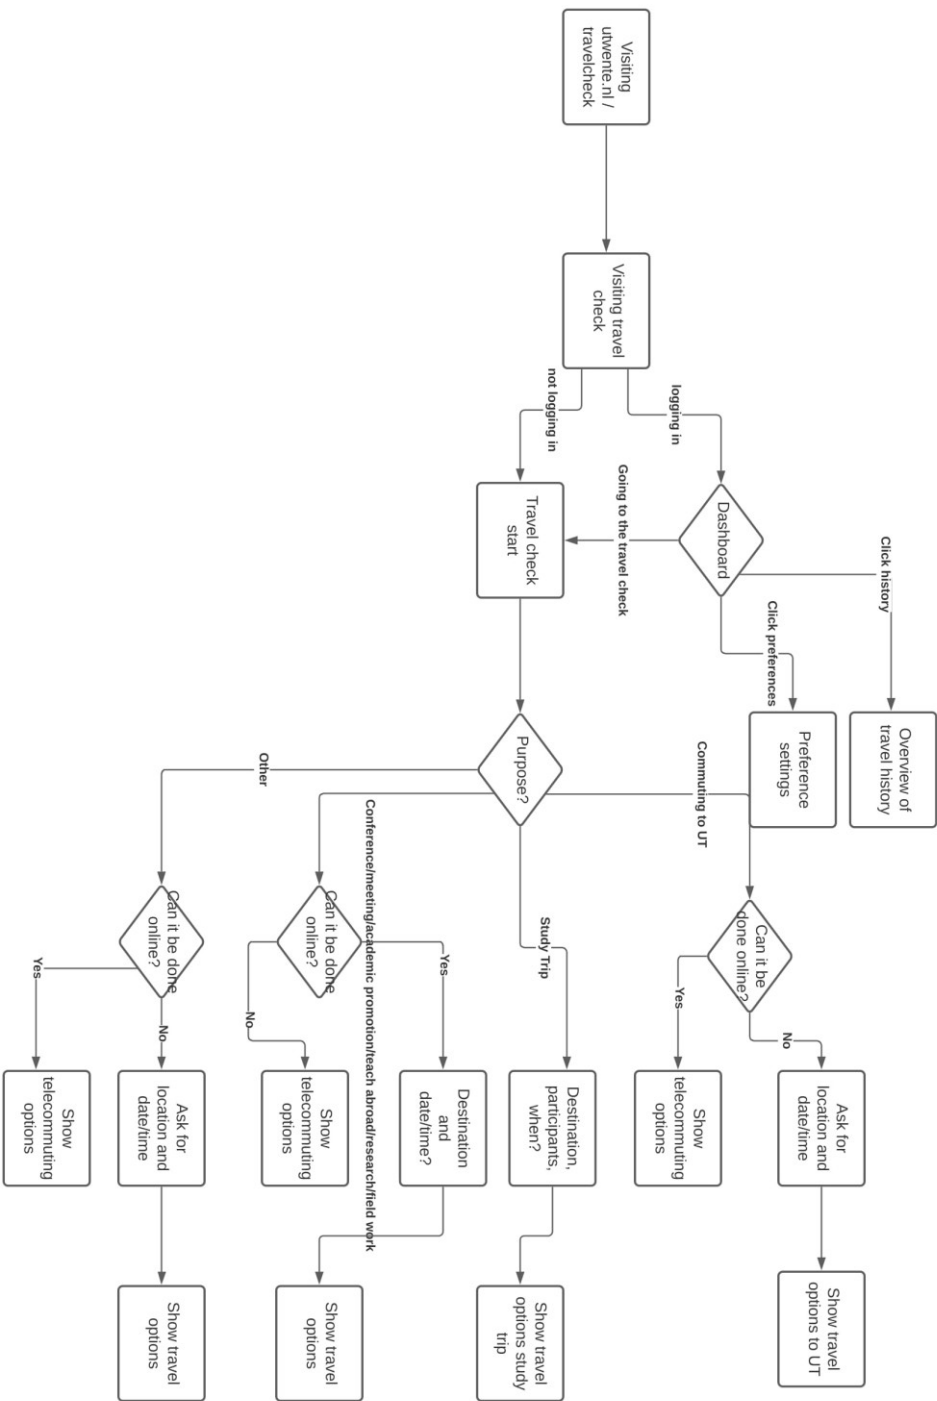 Visiting
utwente.nl /
travelcheck
Visiting travel
check
logging in
not logging in
Dashboard
Going to the travel check
Travel check
start
Click history
Click preferences
Overview of
travel history
Preference
settings
Purpose?
Commuting to UT
Study Trip
Conference/meeting/academic promotion/teach abroad/research/field work
Other
Can it be
done online?
No
Yes
Ask for
location and
date/time
Show travel
options to UT
Show
telecommuting
options
Destination,
participants,
when?
Show travel
options study
trip
Can it be done
online?
Yes
No
Destination
and
date/time?
Show travel
options
Show
telecommuting
options
Can it be done
online?
No
Yes
Ask for
location and
date/time
Show travel
options
Show
telecommuting
options